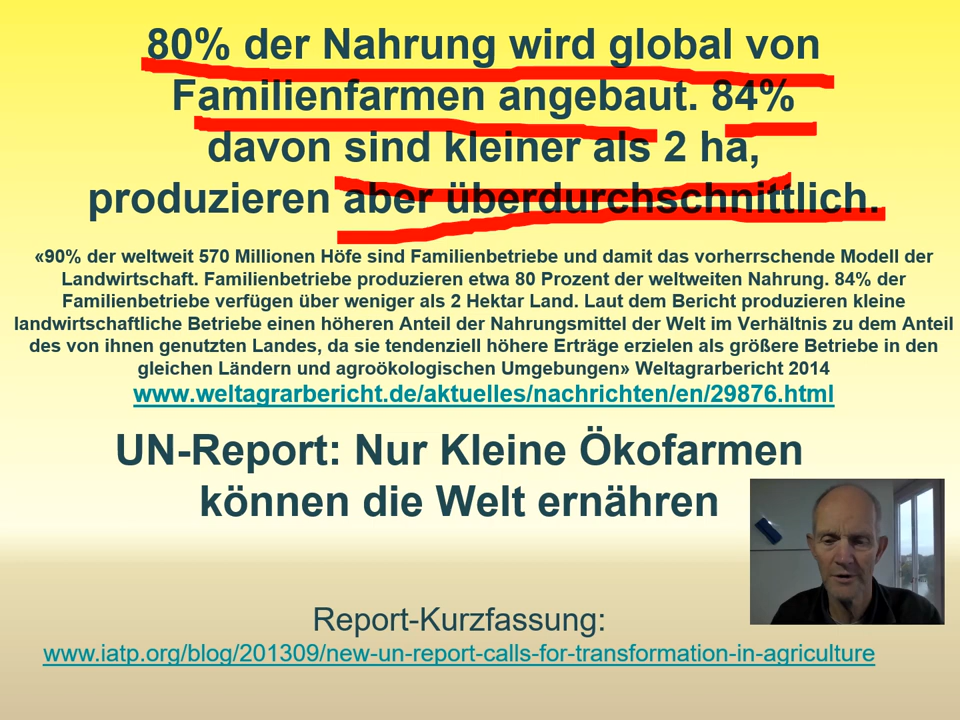 80% der Nahrung wird global von
Familienfarmen angebaut. 84%
davon sind kleiner als 2 ha,
produzieren aber überdurchschnittlich.
«90% der weltweit 570 Millionen Höfe sind Familienbetriebe und damit das vorherrschende Modell der
Landwirtschaft. Familienbetriebe produzieren etwa 80 Prozent der weltweiten Nahrung. 84% der
Familienbetriebe verfügen über weniger als 2 Hektar Land. Laut dem Bericht produzieren kleine
landwirtschaftliche Betriebe einen höheren Anteil der Nahrungsmittel der Welt im Verhältnis zu dem Anteil
des von ihnen genutzten Landes, da sie tendenziell höhere Erträge erzielen als größere Betriebe in den
gleichen Ländern und agroökologischen Umgebungen» Weltagrarbericht 2014
www.weltagrarbericht.de/aktuelles/nachrichten/en/29876.html
UN-Report: Nur Kleine Ökofarmen
können die Welt ernähren
Report-Kurzfassung:
www.iatp.org/blog/201309/new-un-report-calls-for-transformation-in-agriculture